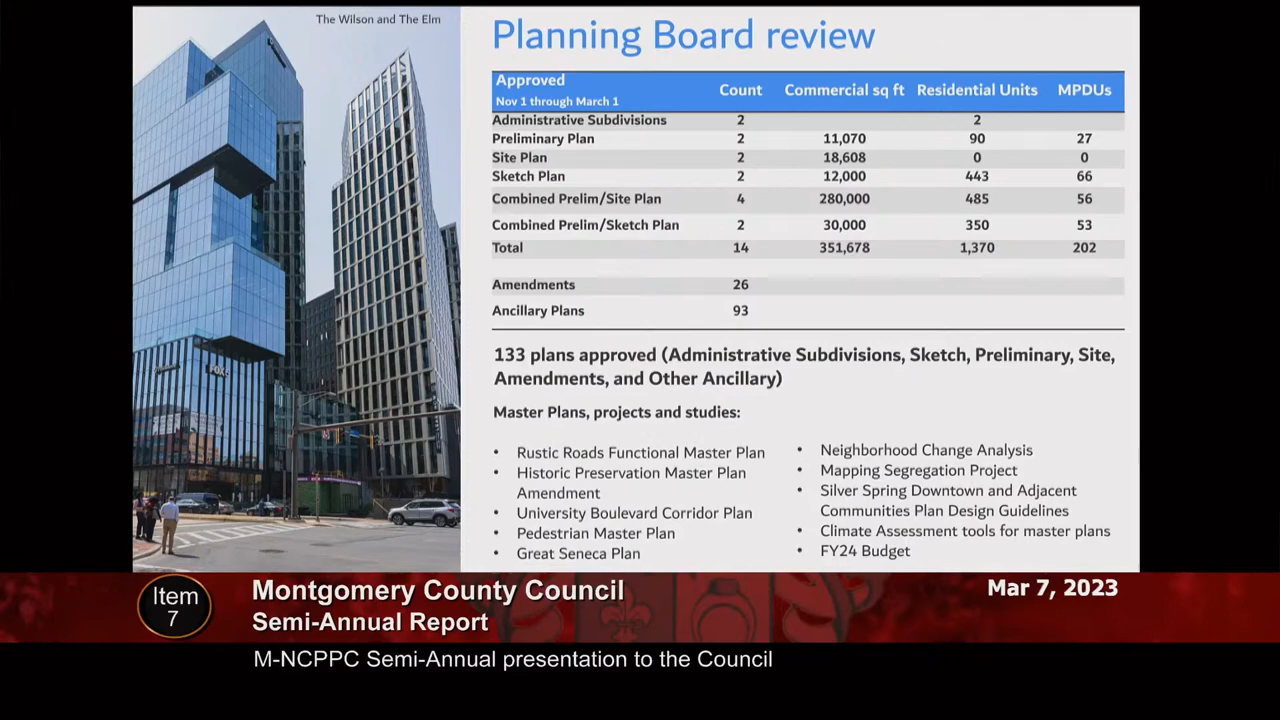 The Wilson and The Elm
FOX5
Planning Board review
Approved
Nov 1 through March 1 Count Commercial sq ft Residential Units MPDUs
Administrative Subdivisions 2 2
Preliminary Plan 2 11,070 90 27
Site Plan 2 18,608 0 0
Sketch Plan 2 12,000 443 66
Combined Prelim/Site Plan 4 280,000 485 56
Combined Prelim/Sketch Plan 2 30,000 350 53
Total 14 351,678 1,370 202
Amendments 26
Ancillary Plans 93
133 plans approved (Administrative Subdivisions, Sketch, Preliminary, Site,
Amendments, and Other Ancillary)
Master Plans, projects and studies:
• Rustic Roads Functional Master Plan
• Historic Preservation Master Plan
Amendment
• University Boulevard Corridor Plan
• Pedestrian Master Plan
• Great Seneca Plan
• Neighborhood Change Analysis
• Mapping Segregation Project
• Silver Spring Downtown and Adjacent
Communities Plan Design Guidelines
• Climate Assessment tools for master plans
• FY24 Budget
Item
7
Montgomery County Council
Semi-Annual Report
Mar 7, 2023
M-NCPPC Semi-Annual presentation to the Council